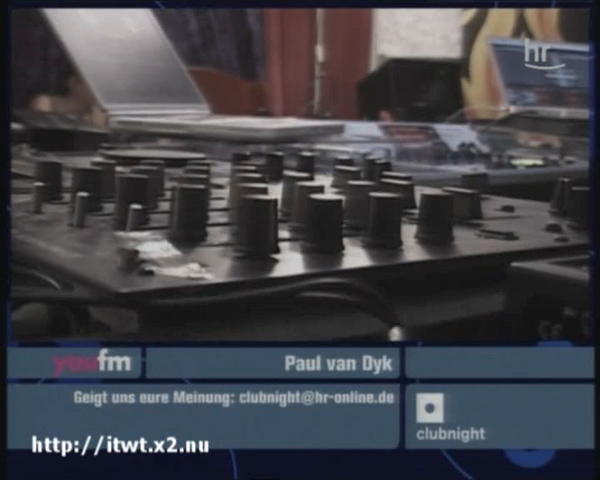 hr
youfm
Paul van Dyk
Geigt uns eure Meinung: clubnight@hr-online.de
clubnight
http://itwt.x2.nu